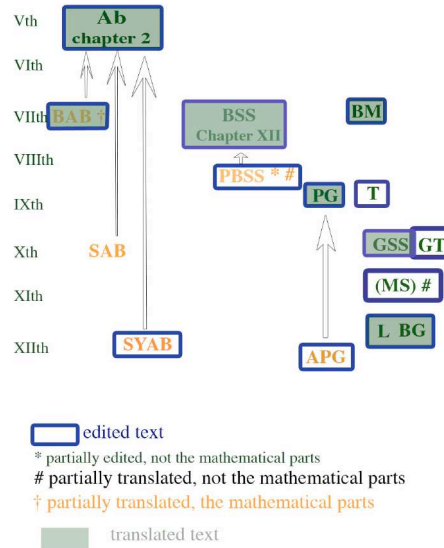 Vth
Ab
chapter 2
VIth
VIIth
BAB †
BSS
Chapter XII
BM
VIIIth
PBSS * #
IXth
PG
T
Xth
SAB
GSS
GT
XIth
(MS) #
XIIth
SYAB
APG
L BG
edited text
* partially edited, not the mathematical parts
# partially translated, not the mathematical parts
† partially translated, the mathematical parts
translated text